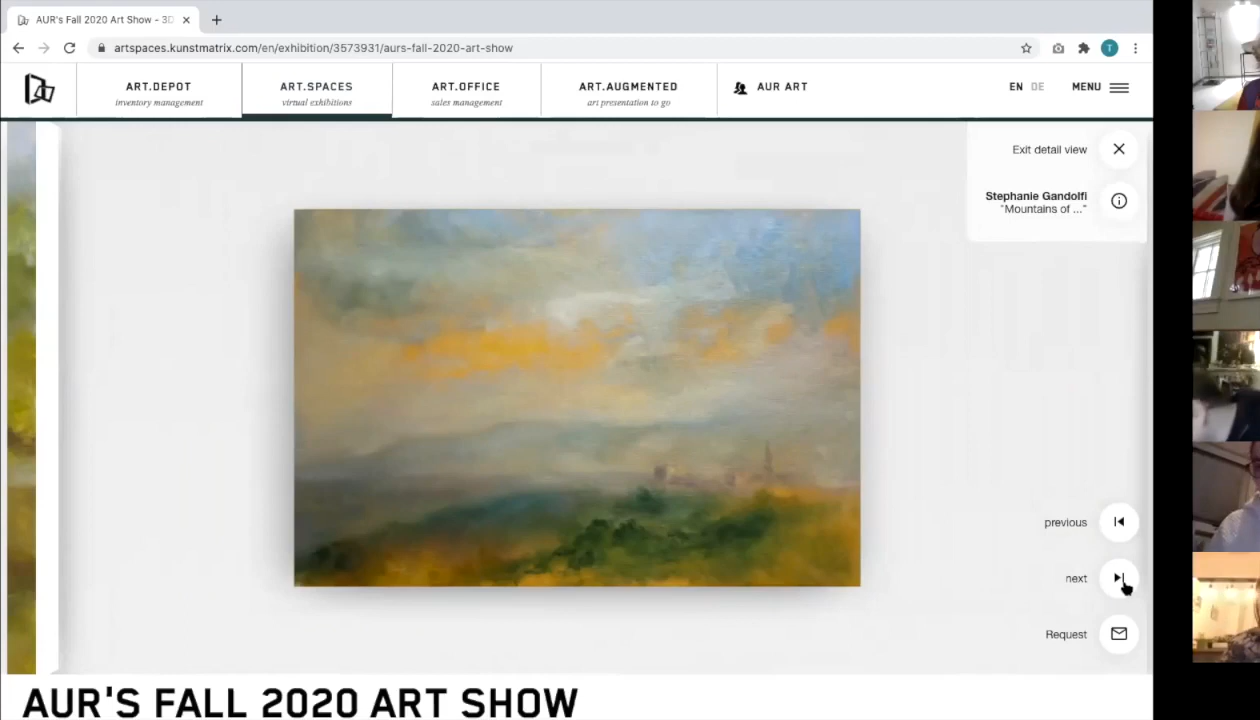 AUR's Fall 2020 Art Show - 3D
artspaces.kunstmatrix.com/en/exhibition/3573931/aurs-fall-2020-art-show
T
ART.DEPOT
inventory management
ART.SPACES
virtual exhibitions
ART.OFFICE
sales management
ART.AUGMENTED
art presentation to go
AUR ART
EN DE
MENU
Exit detail view
Stephanie Gandolfi
"Mountains of ..."
previous
next
Request
AUR'S FALL 2020 ART SHOW